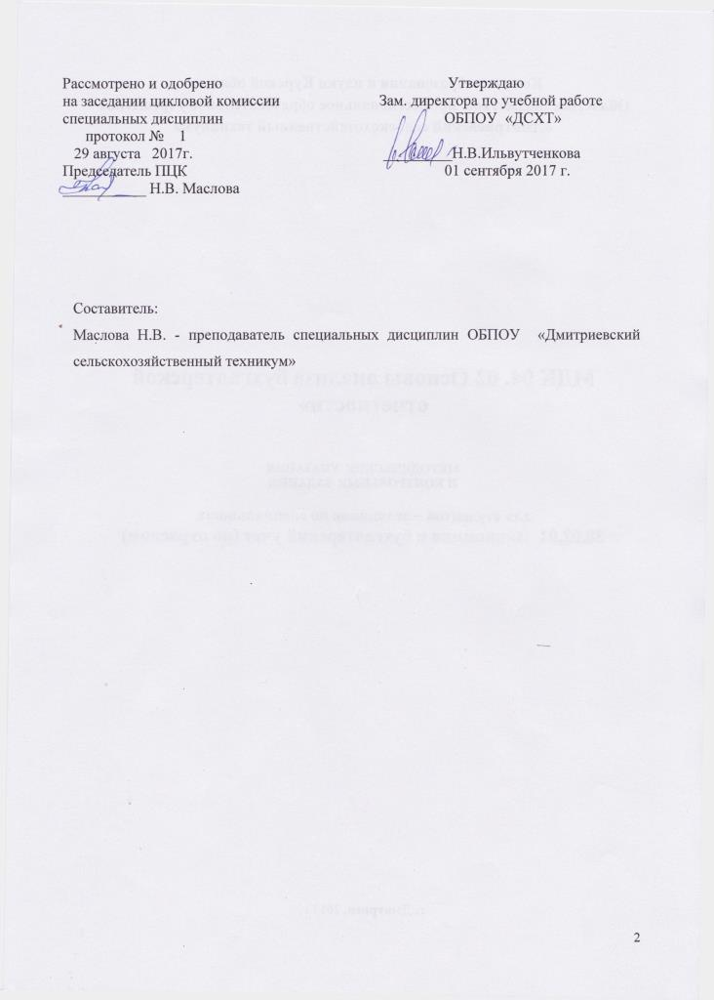 Рассмотрено и одобрено
на заседании цикловой комиссии
специальных дисциплин
протокол № 1
29 августа 2017г.
Председатель ПЦК
___________ Н.В. Маслова
Утверждаю
Зам. директора по учебной работе
ОБПОУ «ДСХТ»
_________Н.В.Ильвутченкова
01 сентября 2017 г.
Составитель:
Маслова Н.В. - преподаватель специальных дисциплин ОБПОУ «Дмитриевский
сельскохозяйственный техникум»
2